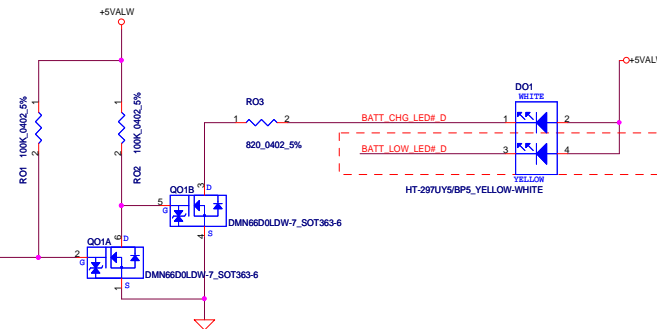 +5VALW
+5VALW
DO1
WHITE
RO3
1
2
BATT_CHG_LED#_D
1
2
820_0402_5%
BATT_LOW_LED#_D
3
4
YELLOW
HT-297UY5/BP5_YELLOW-WHITE
1
2
RO1
100K_0402_5%
1
2
RO2
100K_0402_5%
QO1B
3
D
5
G
S
4
DMN66D0LDW-7_SOT363-6
QO1A
6
D
2
G
S
1
DMN66D0LDW-7_SOT363-6